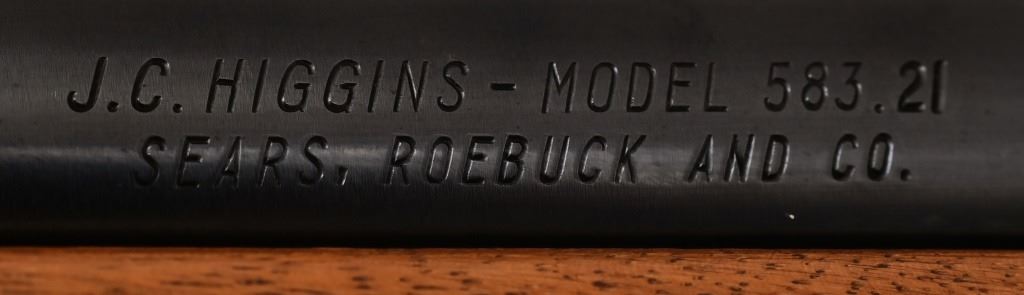 J.C. HIGGINS - MODEL 583.21
SEARS, ROEBUCK AND CO.